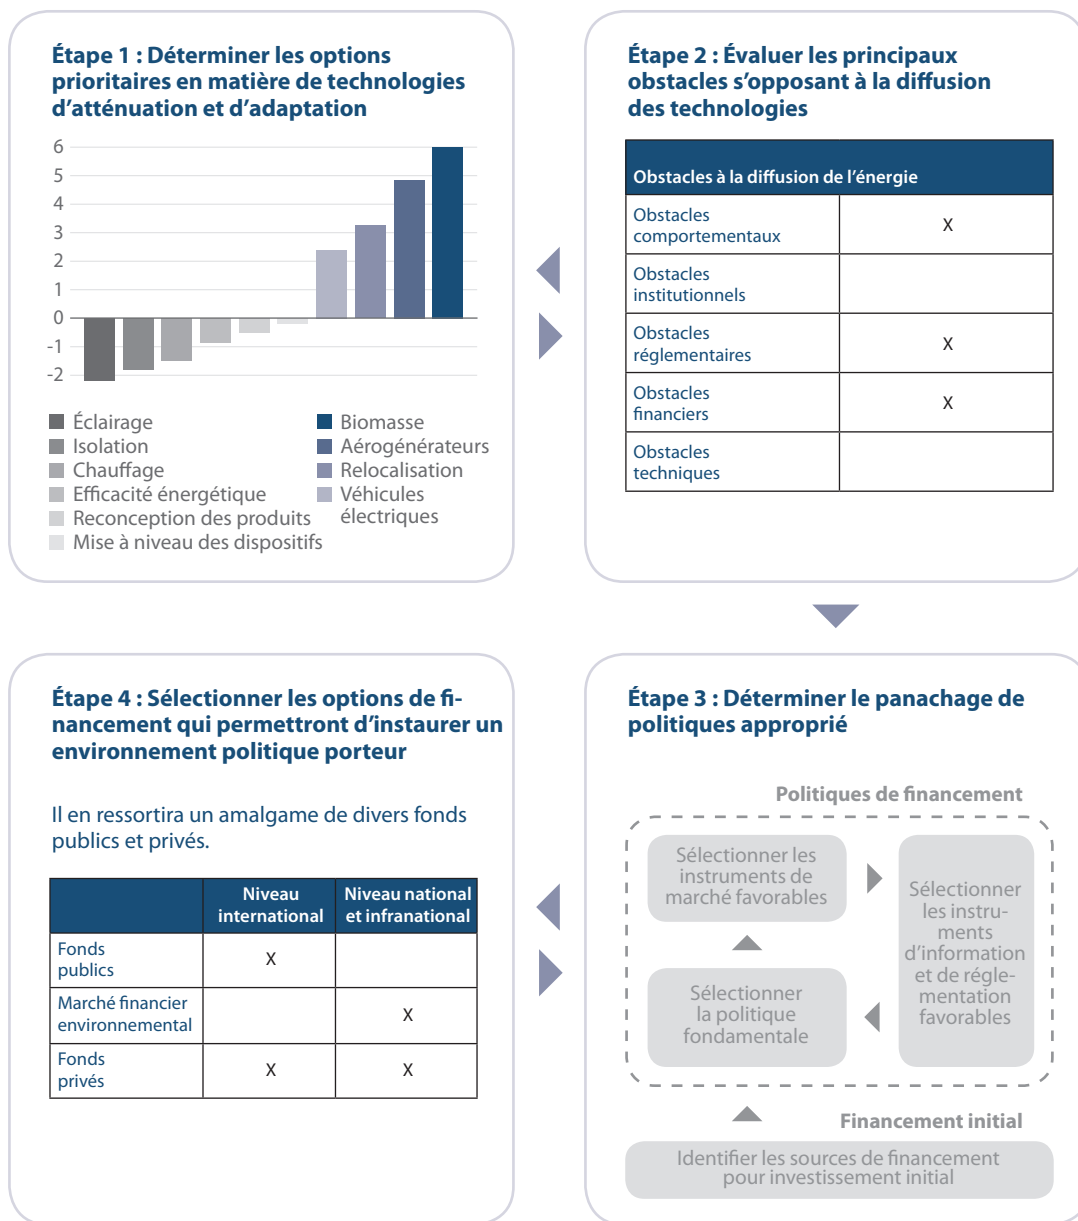 Étape 1 : Déterminer les options
prioritaires en matière de technologies
d’atténuation et d’adaptation
6
5
4
3
2
1
0
-1
-2
Éclairage
Isolation
Chauffage
Efficacité énergétique
Reconception des produits
Mise à niveau des dispositifs
Biomasse
Aérogénérateurs
Relocalisation
Véhicules
électriques
Étape 2 : Évaluer les principaux
obstacles s’opposant à la diffusion
des technologies
Obstacles à la diffusion de l’énergie
Obstacles
comportementaux
X
Obstacles
institutionnels
Obstacles
réglementaires
X
Obstacles
financiers
X
Obstacles
techniques
Étape 4 : Sélectionner les options de fi-
nancement qui permettront d’instaurer un
environnement politique porteur
Il en ressortira un amalgame de divers fonds
publics et privés.
Niveau
international
Niveau national
et infranational
Fonds
publics
X
Marché financier
environnemental
X
Fonds
privés
X
X
Étape 3 : Déterminer le panachage de
politiques approprié
Politiques de financement
Sélectionner les
instruments de
marché favorables
Sélectionner
les instru-
ments
d’information
et de régle-
mentation
favorables
Sélectionner
la politique
fondamentale
Financement initial
Identifier les sources de financement
pour investissement initial